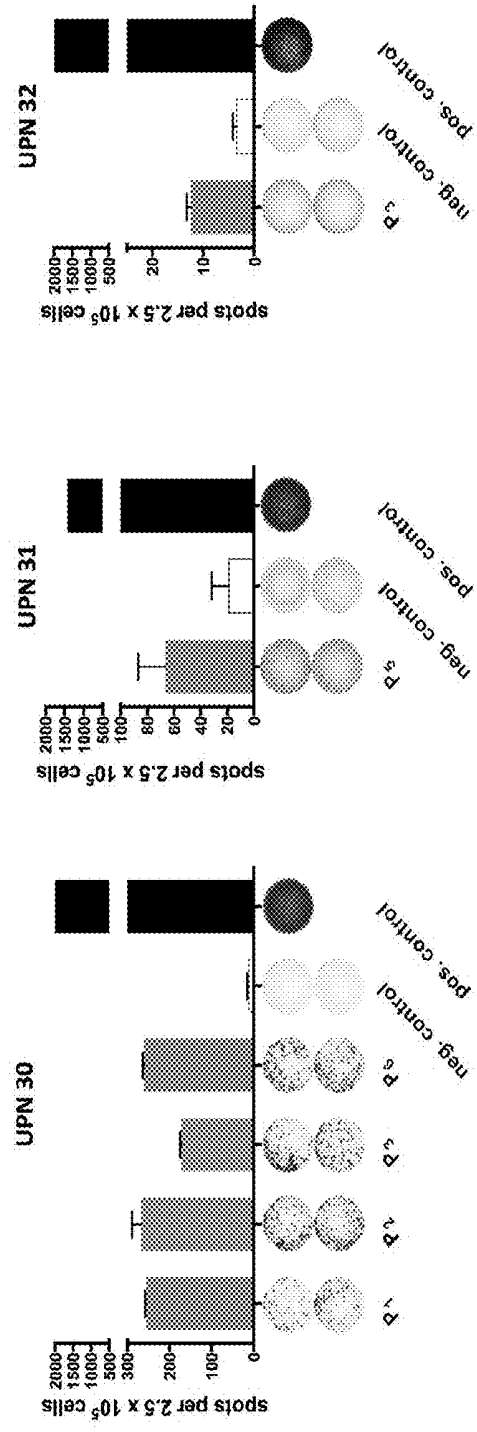 UPN 30
spots per 2.5 x 10⁵ cells
2000
1500
1000
500
300
200
100
0
P1
P2
P3
P6
neg. control
pos. control
UPN 31
spots per 2.5 x 10⁵ cells
2000
1500
1000
500
100
80
60
40
20
0
P5
neg. control
pos. control
UPN 32
spots per 2.5 x 10⁵ cells
2000
1500
1000
500
20
10
0
P3
neg. control
pos. control